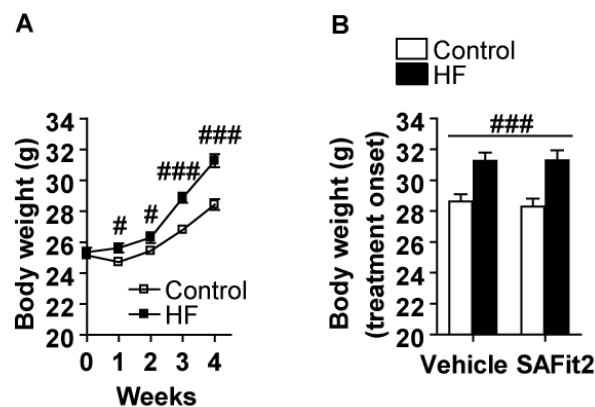 A
Body weight (g)
34
32
30
28
26
24
22
20
#
#
###
###
Control
HF
0 1 2 3 4
Weeks
B
Control
HF
Body weight (g)
(treatment onset)
34
32
30
28
26
24
22
20
###
Vehicle SAFit2